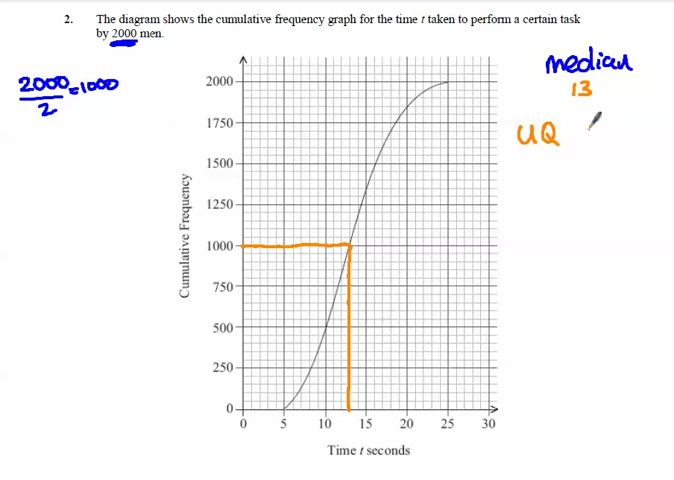 2. The diagram shows the cumulative frequency graph for the time t taken to perform a certain task
by 2000 men.
2000
2
=1000
median
13
UQ
2000
1750
1500
1250
1000
750
500
250
0
Cumulative Frequency
0 5 10 15 20 25 30
Time t seconds